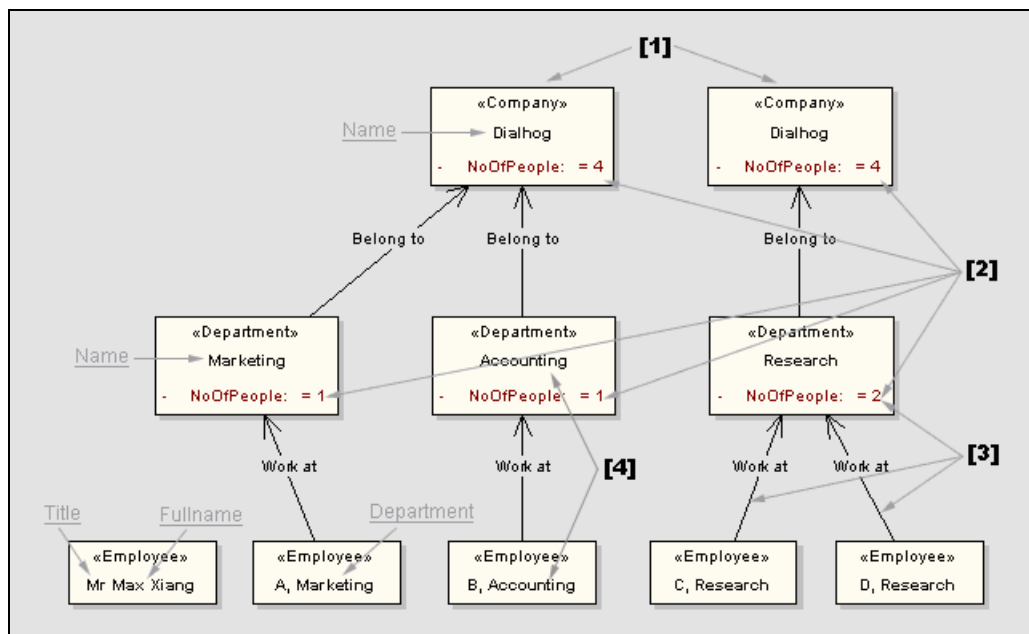 [1]
«Company»
Dialhog
- NoOfPeople: = 4
«Company»
Dialhog
- NoOfPeople: = 4
Name
Belong to
Belong to
Belong to
[2]
«Department»
Marketing
- NoOfPeople: = 1
«Department»
Accounting
- NoOfPeople: = 1
«Department»
Research
- NoOfPeople: = 2
Name
Work at
Work at
[4]
Work at
Work at
[3]
Title
Fullname
Department
«Employee»
Mr Max Xiang
«Employee»
A, Marketing
«Employee»
B, Accounting
«Employee»
C, Research
«Employee»
D, Research